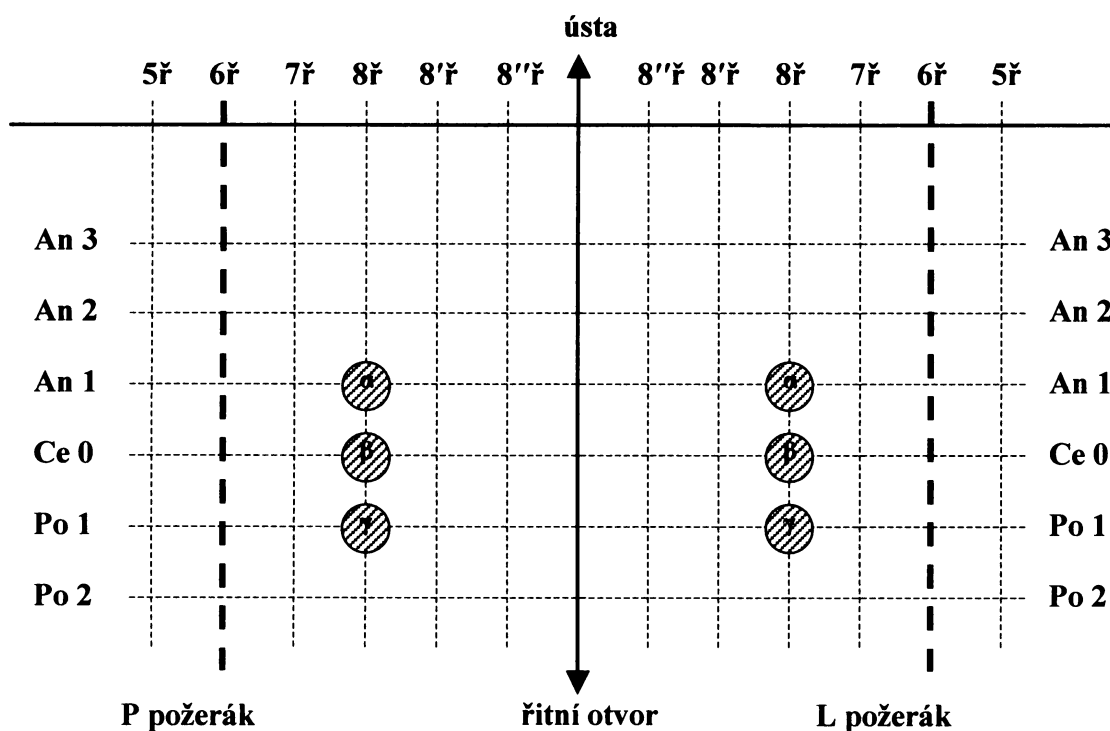 ústa
5ř 6ř 7ř 8ř 8′ř 8′′ř 8′′ř 8′ř 8ř 7ř 6ř 5ř
An 3 An 3
An 2 An 2
An 1 α α An 1
Ce 0 β β Ce 0
Po 1 γ γ Po 1
Po 2 Po 2
P požerák řitní otvor L požerák